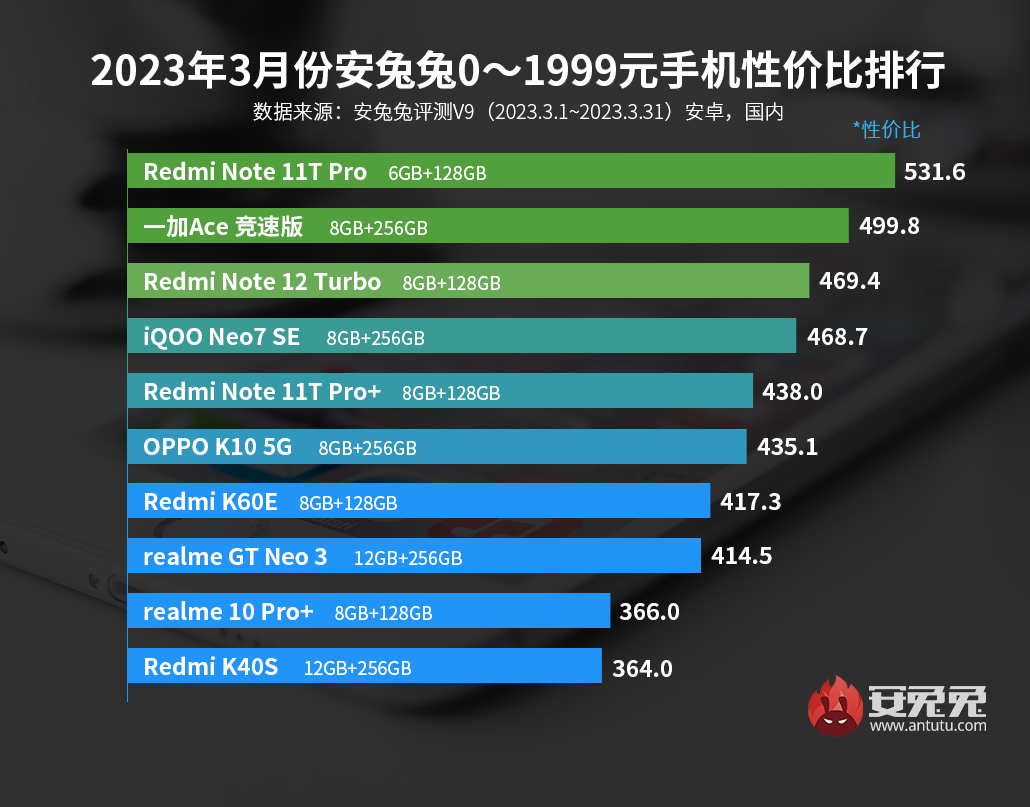 2023年3月份安兔兔0～1999元手机性价比排行
数据来源：安兔兔评测V9（2023.3.1~2023.3.31）安卓，国内
*性价比
Redmi Note 11T Pro 6GB+128GB 531.6
一加Ace 竞速版 8GB+256GB 499.8
Redmi Note 12 Turbo 8GB+128GB 469.4
iQOO Neo7 SE 8GB+256GB 468.7
Redmi Note 11T Pro+ 8GB+128GB 438.0
OPPO K10 5G 8GB+256GB 435.1
Redmi K60E 8GB+128GB 417.3
realme GT Neo 3 12GB+256GB 414.5
realme 10 Pro+ 8GB+128GB 366.0
Redmi K40S 12GB+256GB 364.0
安兔兔
www.antutu.com